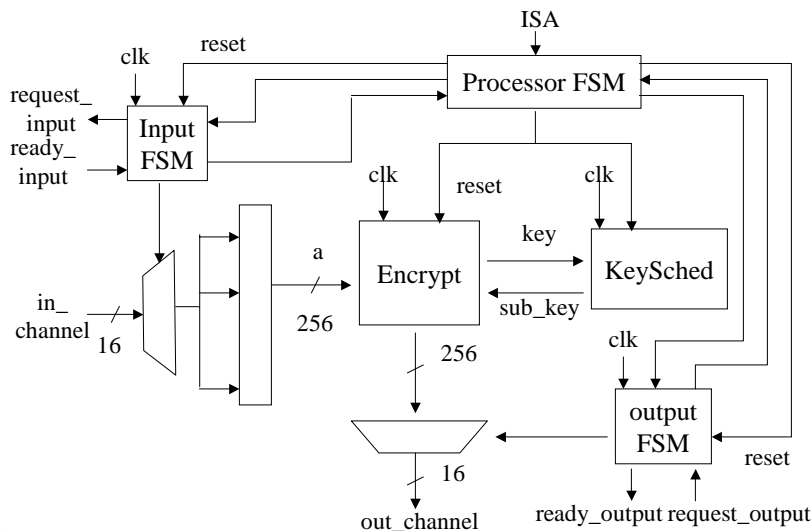 ISA
reset
clk
Processor FSM
request_
input
Input
FSM
ready_
input
clk
reset
clk
key
a
Encrypt
KeySched
in_
channel
16
256
sub_key
clk
256
output
FSM
reset
16
ready_output
request_output
out_channel